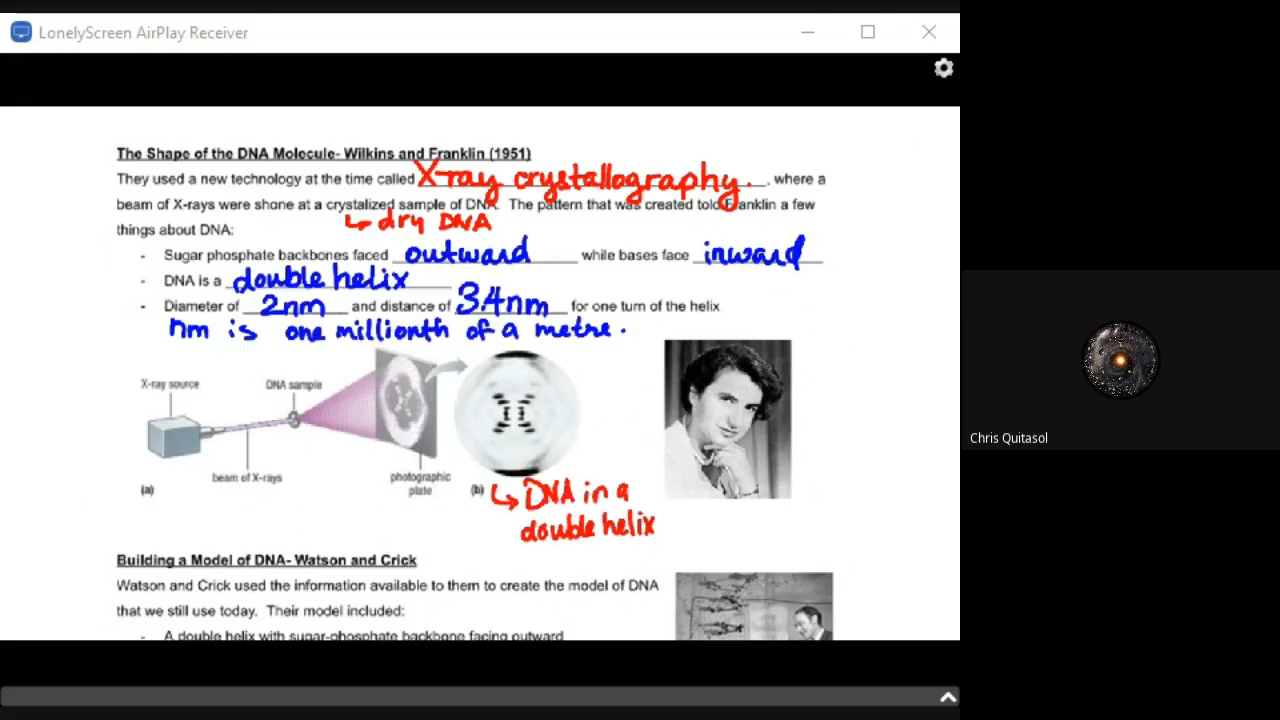 LonelyScreen AirPlay Receiver
The Shape of the DNA Molecule- Wilkins and Franklin (1951)
They used a new technology at the time called X-ray crystallography. , where a
beam of X-rays were shone at a crystalized sample of DNA. The pattern that was created told Franklin a few
↳ dry DNA
things about DNA:
- Sugar phosphate backbones faced outward while bases face inward
- DNA is a double helix
- Diameter of 2nm and distance of 3.4nm for one turn of the helix
nm is one millionth of a metre.
X-ray source
DNA sample
beam of X-rays
photographic
plate
(a)
(b)
↳ DNA in a
double helix
Chris Quitasol
Building a Model of DNA- Watson and Crick
Watson and Crick used the information available to them to create the model of DNA
that we still use today. Their model included:
- A double helix with sugar-phosphate backbone facing outward